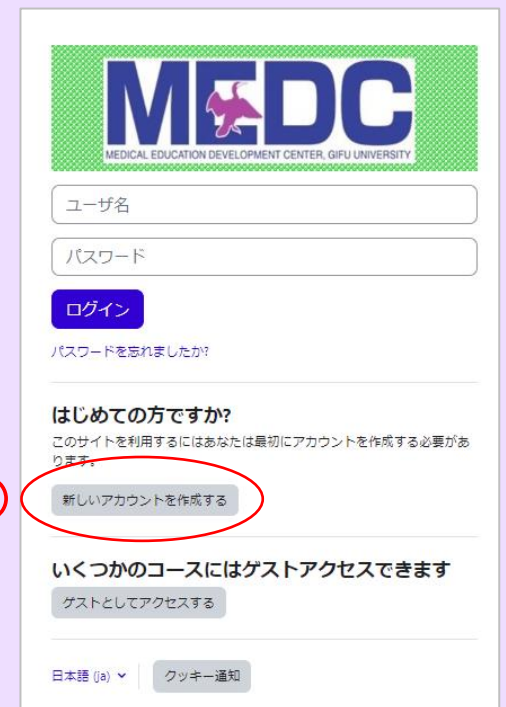 MEDC
MEDICAL EDUCATION DEVELOPMENT CENTER, GIFU UNIVERSITY
ユーザ名
パスワード
ログイン
パスワードを忘れましたか?
はじめての方ですか?
このサイトを利用するにはあなたは最初にアカウントを作成する必要があ
ります。
新しいアカウントを作成する
いくつかのコースにはゲストアクセスできます
ゲストとしてアクセスする
日本語 (ja) クッキー通知